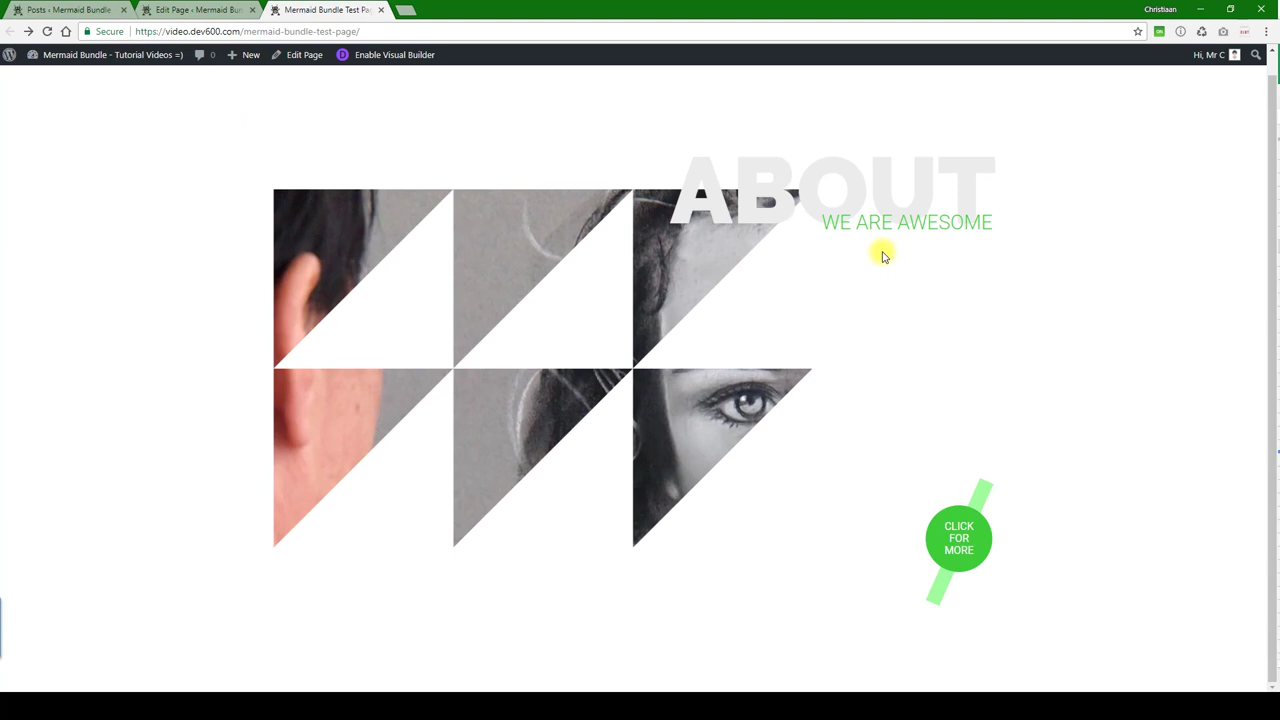 Posts ‹ Mermaid Bundle
Edit Page ‹ Mermaid Bun
Mermaid Bundle Test Pa
Christiaan
Secure
https://video.dev600.com/mermaid-bundle-test-page/
Mermaid Bundle - Tutorial Videos =)
0
New
Edit Page
D
Enable Visual Builder
Hi, Mr C
ABOUT
WE ARE AWESOME
CLICK
FOR
MORE